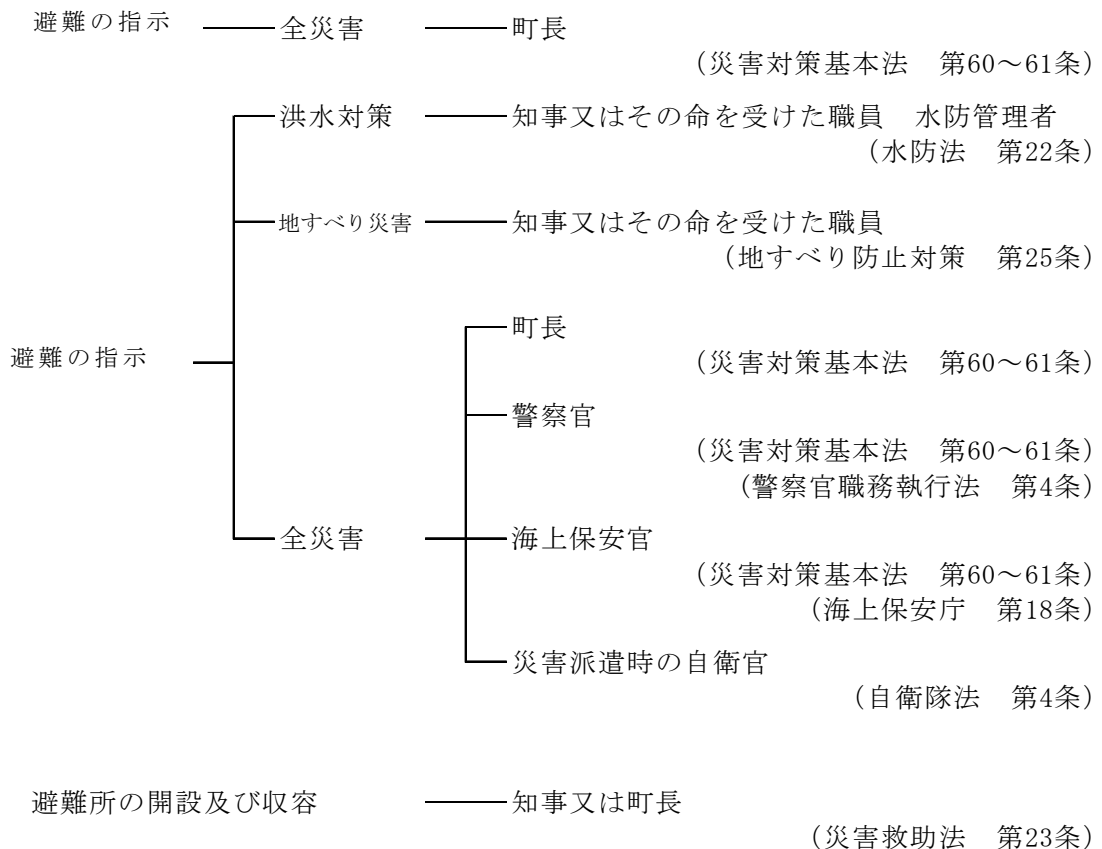 避難の指示 全災害 町長
(災害対策基本法　第60～61条)
洪水対策 知事又はその命を受けた職員　水防管理者
(水防法　第22条)
地すべり災害 知事又はその命を受けた職員
(地すべり防止対策　第25条)
町長
避難の指示
(災害対策基本法　第60～61条)
警察官
(災害対策基本法　第60～61条)
(警察官職務執行法　第4条)
全災害 海上保安官
(災害対策基本法　第60～61条)
(海上保安庁　第18条)
災害派遣時の自衛官
(自衛隊法　第4条)
避難所の開設及び収容 知事又は町長
(災害救助法　第23条)